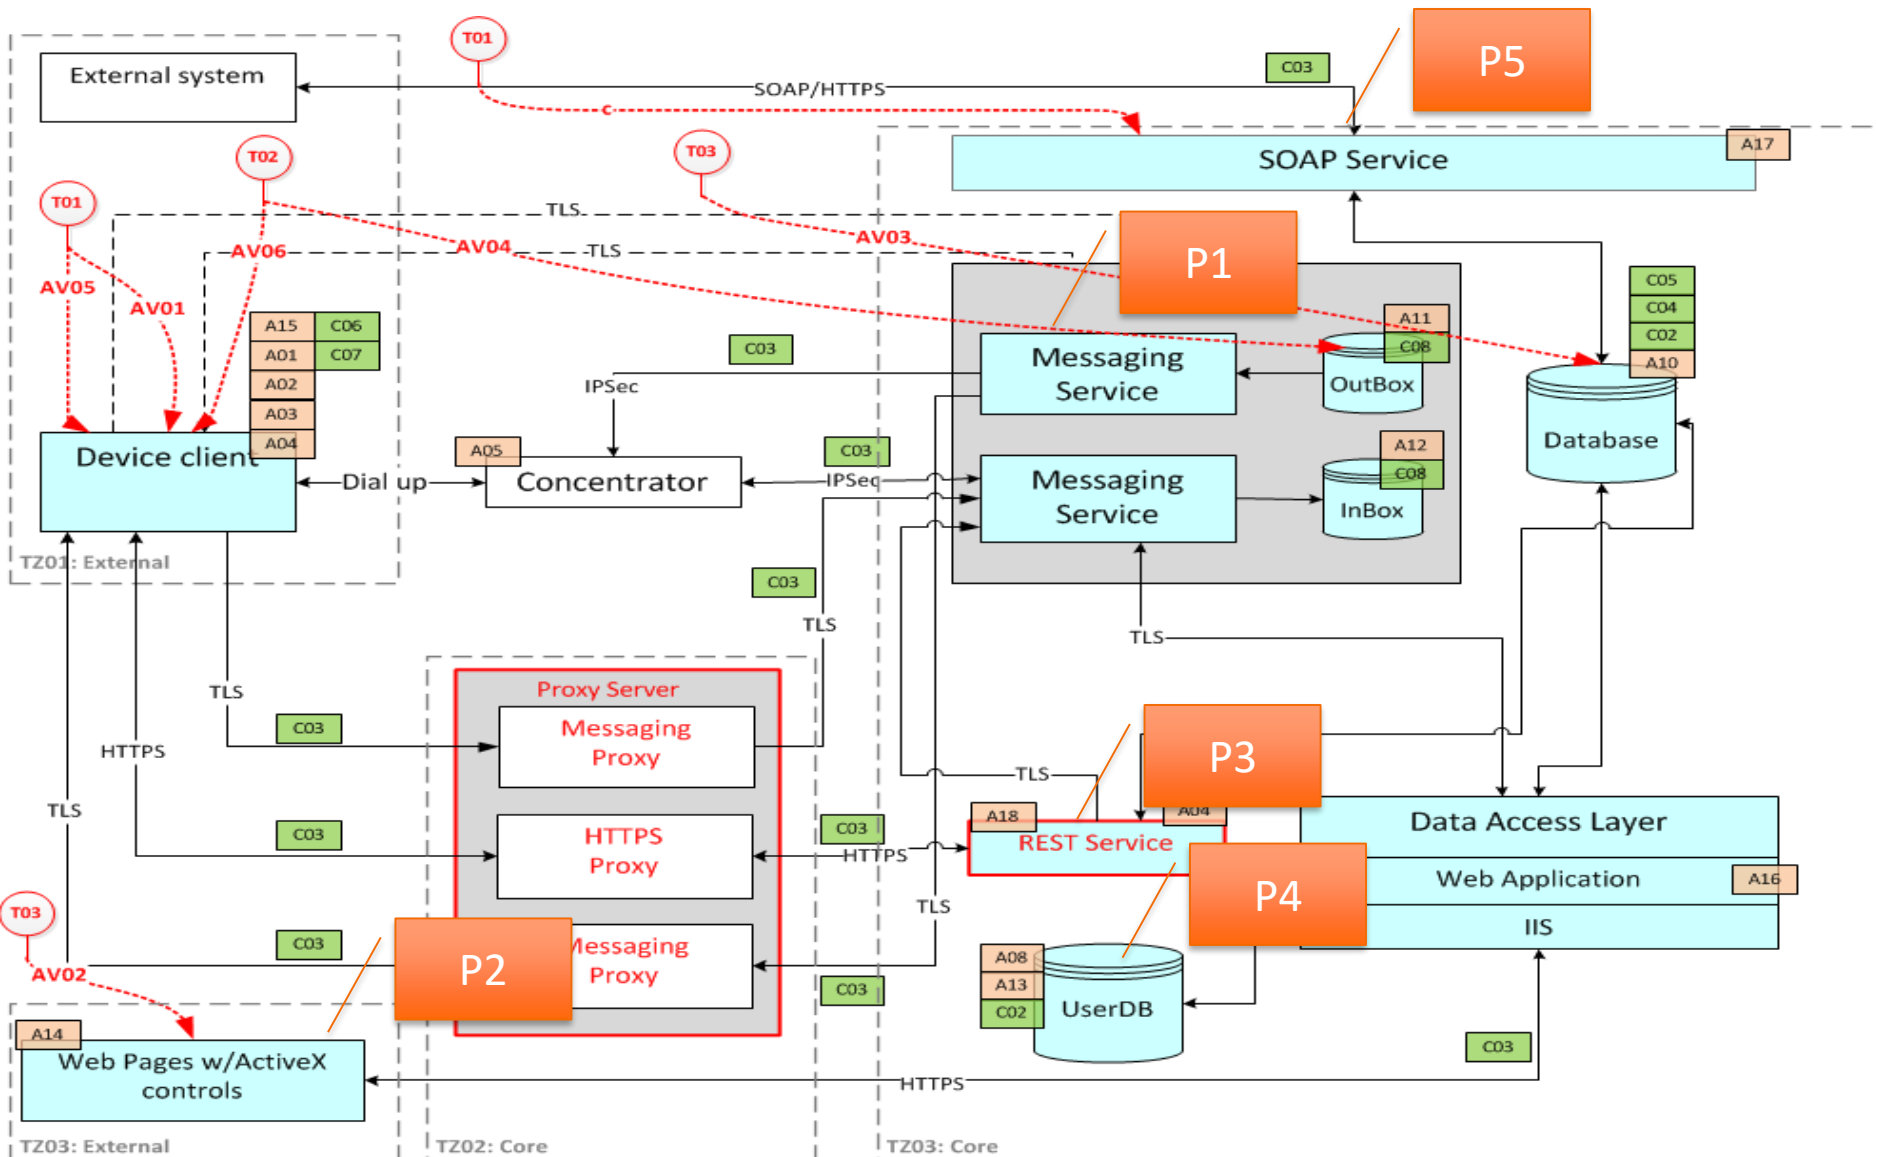 T01
P5
External system
C03
SOAP/HTTPS
C
T02
T03
SOAP Service
A17
T01
TLS
AV03
P1
AV06
AV04
TLS
AV05
AV01
C05
C04
C02
A10
A15
C06
A01
C07
A02
A03
A04
C03
A11
C08
Messaging
Service
IPSec
OutBox
Device client
A05
Concentrator
Dial up
C03
IPSec
Messaging
Service
A12
C08
InBox
Database
TZ01: External
C03
TLS
TLS
TLS
Proxy Server
Messaging
Proxy
C03
HTTPS
TLS
P3
TLS
A18
A04
REST Service
Data Access Layer
C03
HTTPS
Proxy
C03
HTTPS
Web Application
A16
P4
IIS
T03
AV02
C03
P2
Messaging
Proxy
TLS
C03
A08
A13
C02
UserDB
A14
Web Pages w/ActiveX
controls
C03
HTTPS
TZ03: External
TZ02: Core
TZ03: Core